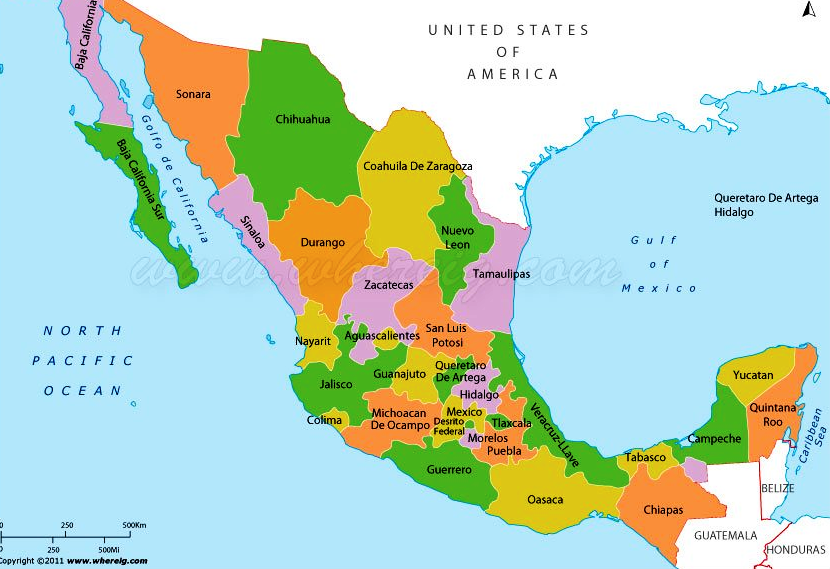 UNITED STATES
OF
AMERICA
Baja California
Sonara
Chihuahua
Coahuila De Zaragoza
Golfo de California
Baja California Sur
Sinaloa
Durango
Nuevo
Leon
Queretaro De Artega
Hidalgo
Gulf
of
Mexico
www.whereig.com
Tamaulipas
Zacatecas
San Luis
Potosi
NORTH
PACIFIC
OCEAN
Nayarit
Aguascalientes
Guanajuto
Queretaro
De Artega
Jalisco
Hidalgo
Yucatan
Quintana
Roo
Caribbean
Sea
Colima
Michoacan
De Ocampo
Mexico
Desrito
Federal
Tlaxcala
Veracruz-LLave
Morelos
Puebla
Campeche
Tabasco
Guerrero
Oasaca
Chiapas
BELIZE
GUATEMALA
HONDURAS
0 250 500Km
0 250 500Mi
Copyright ©2011 www.whereig.com